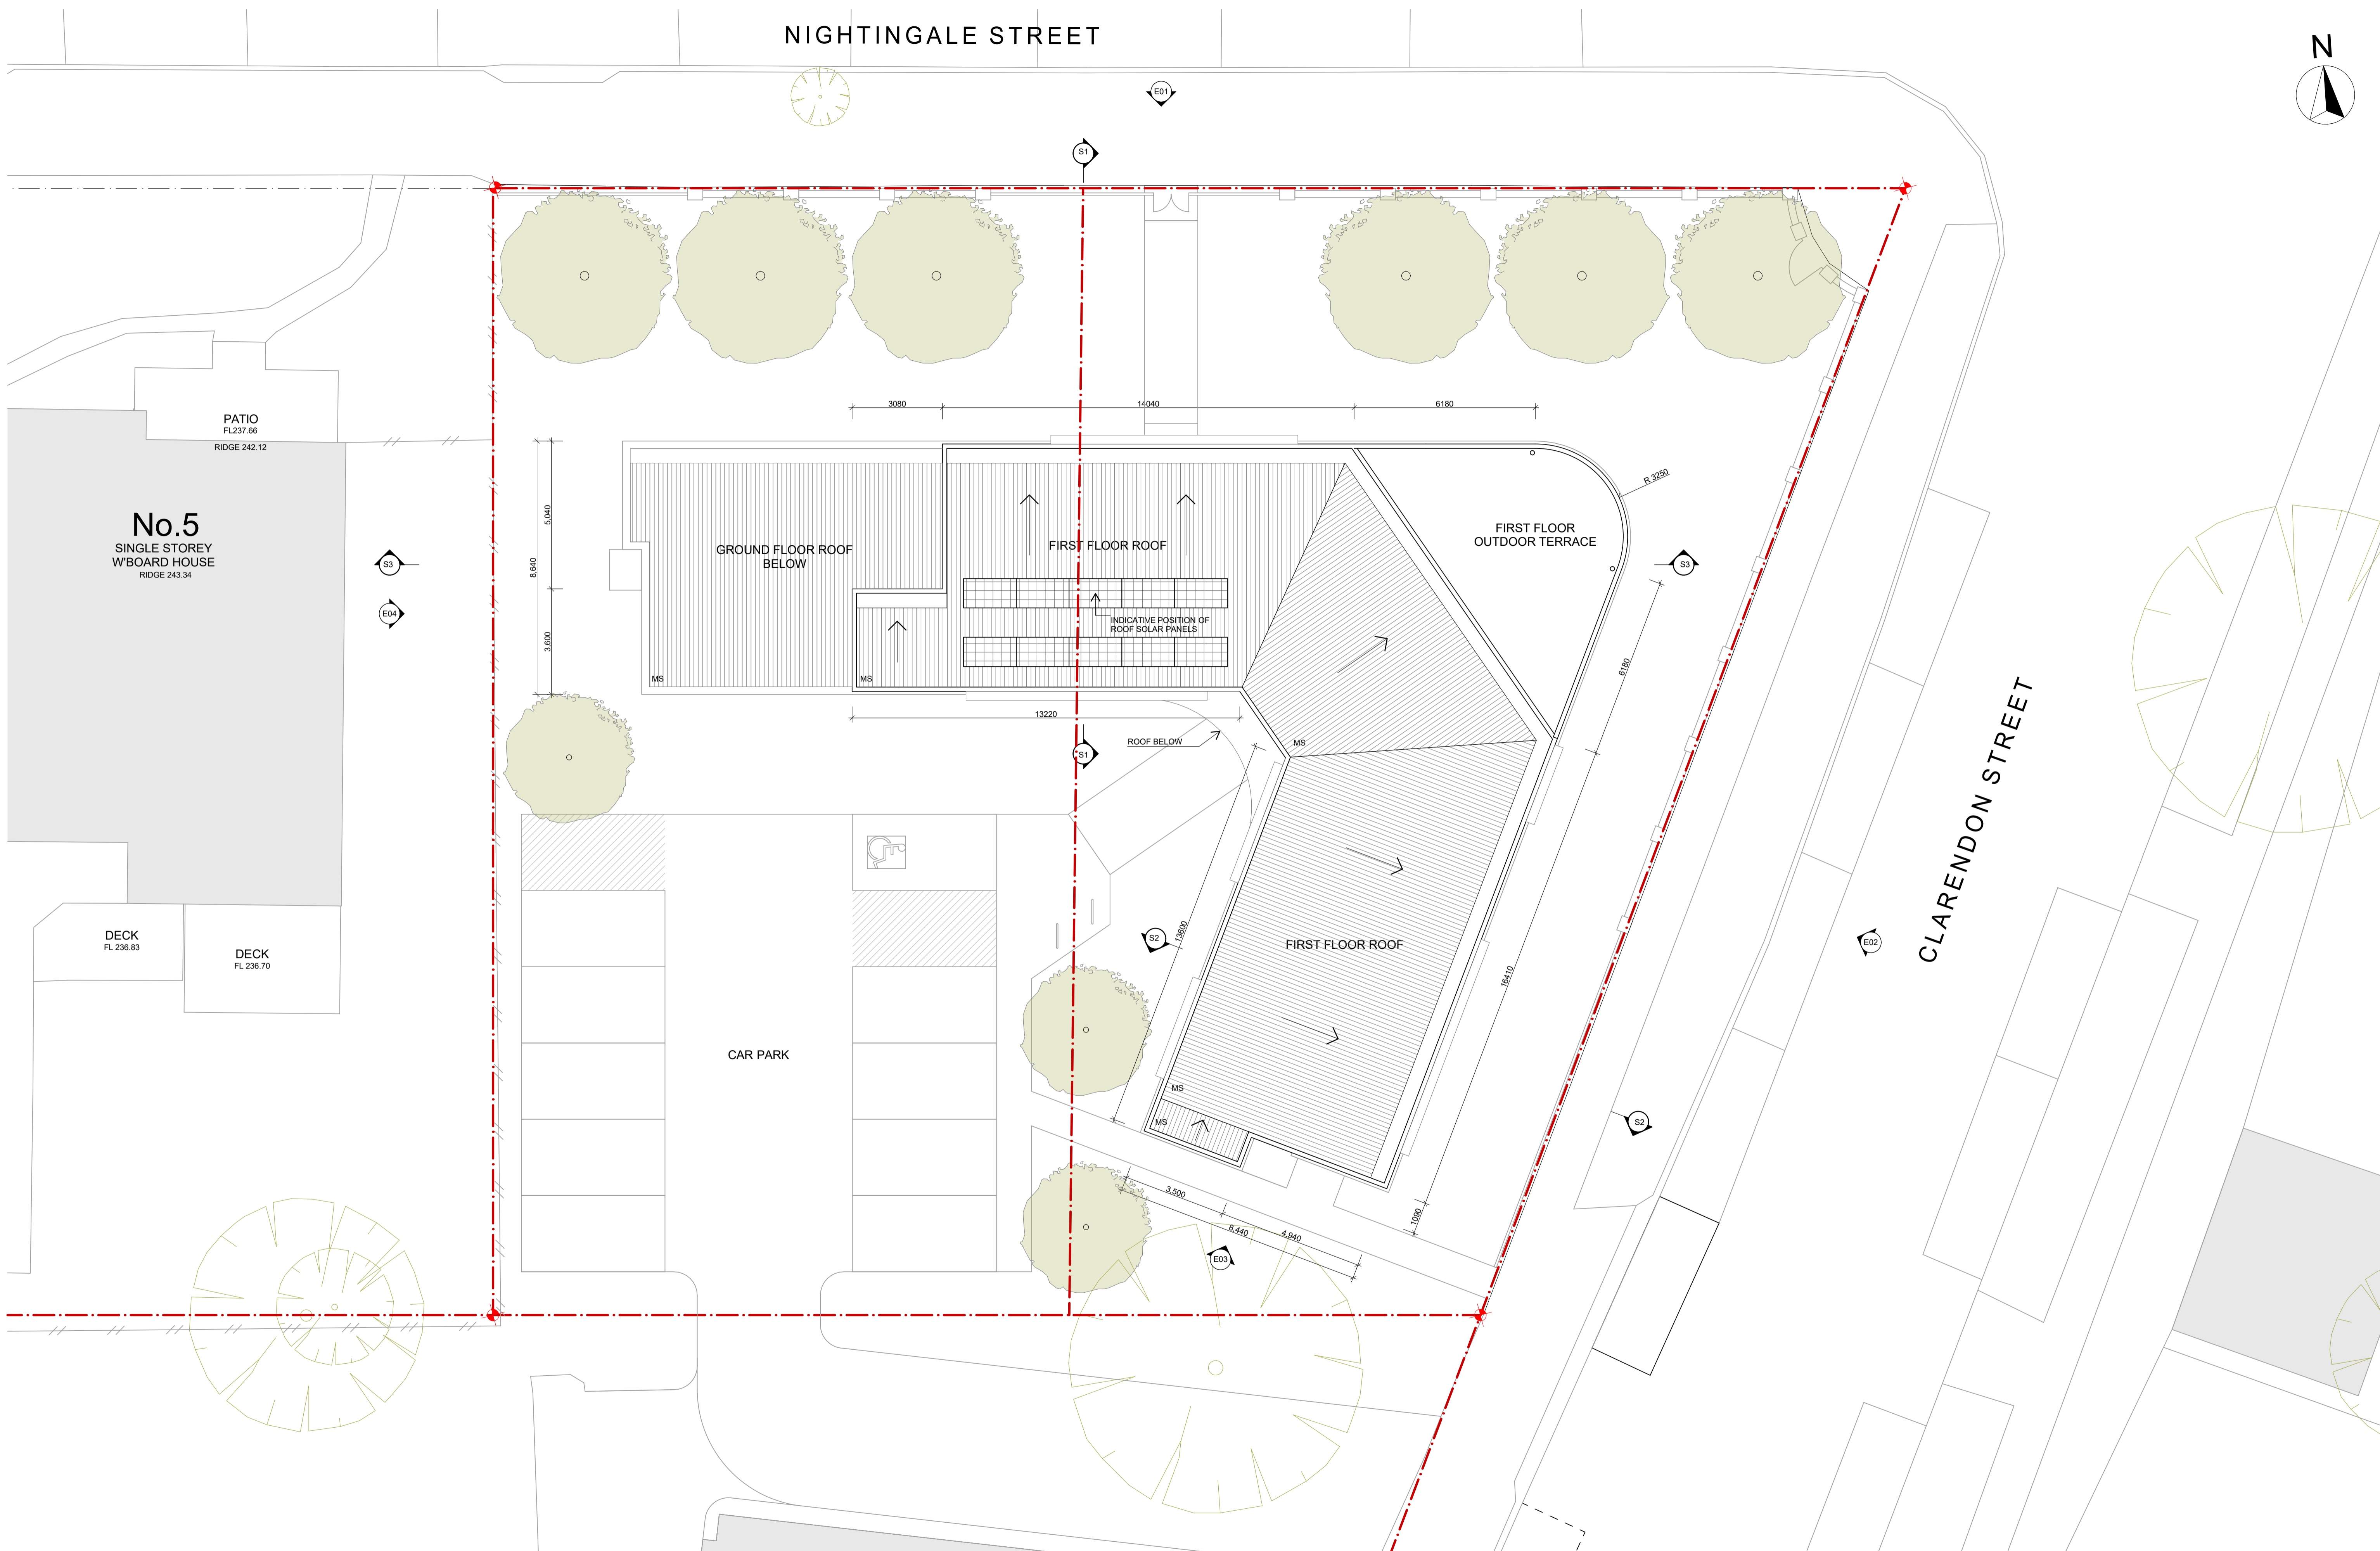 NIGHTINGALE STREET
N
E01
S1
PATIO
FL237.66
RIDGE 242.12
No.5
SINGLE STOREY
W'BOARD HOUSE
RIDGE 243.34
S3
E04
3080
14040
6180
R 3250
5,040
8,640
3,600
GROUND FLOOR ROOF
BELOW
FIRST FLOOR ROOF
FIRST FLOOR
OUTDOOR TERRACE
S3
INDICATIVE POSITION OF
ROOF SOLAR PANELS
MS
MS
6180
13220
ROOF BELOW
S1
MS
CLARENDON STREET
DECK
FL 236.83
DECK
FL 236.70
S2
13600
FIRST FLOOR ROOF
E02
16410
CAR PARK
MS
MS
S2
3,500
8,440
4,940
1090
E03